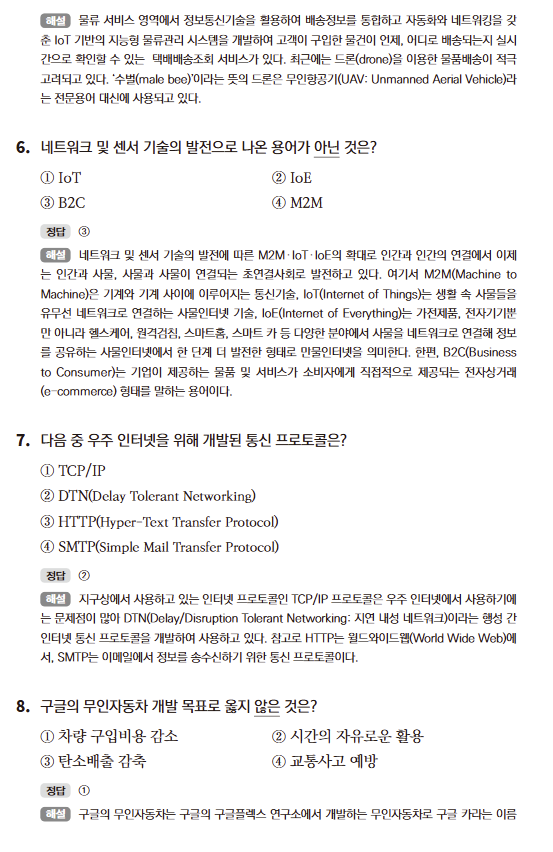 해설 물류 서비스 영역에서 정보통신기술을 활용하여 배송정보를 통합하고 자동화와 네트워킹을 갖
춘 IoT 기반의 지능형 물류관리 시스템을 개발하여 고객이 구입한 물건이 언제, 어디로 배송되는지 실시
간으로 확인할 수 있는 택배배송조회 서비스가 있다. 최근에는 드론(drone)을 이용한 물품배송이 적극
고려되고 있다. '수벌(male bee)'이라는 뜻의 드론은 무인항공기(UAV: Unmanned Aerial Vehicle)라
는 전문용어 대신에 사용되고 있다.
6. 네트워크 및 센서 기술의 발전으로 나온 용어가 아닌 것은?
① IoT ② IoE
③ B2C ④ M2M
정답 ③
해설 네트워크 및 센서 기술의 발전에 따른 M2M·IoT·IoE의 확대로 인간과 인간의 연결에서 이제
는 인간과 사물, 사물과 사물이 연결되는 초연결사회로 발전하고 있다. 여기서 M2M(Machine to
Machine)은 기계와 기계 사이에 이루어지는 통신기술, IoT(Internet of Things)는 생활 속 사물들을
유무선 네트워크로 연결하는 사물인터넷 기술, IoE(Internet of Everything)는 가전제품, 전자기기뿐
만 아니라 헬스케어, 원격검침, 스마트홈, 스마트 카 등 다양한 분야에서 사물을 네트워크로 연결해 정보
를 공유하는 사물인터넷에서 한 단계 더 발전한 형태로 만물인터넷을 의미한다. 한편, B2C(Business
to Consumer)는 기업이 제공하는 물품 및 서비스가 소비자에게 직접적으로 제공되는 전자상거래
(e-commerce) 형태를 말하는 용어이다.
7. 다음 중 우주 인터넷을 위해 개발된 통신 프로토콜은?
① TCP/IP
② DTN(Delay Tolerant Networking)
③ HTTP(Hyper-Text Transfer Protocol)
④ SMTP(Simple Mail Transfer Protocol)
정답 ②
해설 지구상에서 사용하고 있는 인터넷 프로토콜인 TCP/IP 프로토콜은 우주 인터넷에서 사용하기에
는 문제점이 많아 DTN(Delay/Disruption Tolerant Networking: 지연 내성 네트워크)이라는 행성 간
인터넷 통신 프로토콜을 개발하여 사용하고 있다. 참고로 HTTP는 월드와이드웹(World Wide Web)에
서, SMTP는 이메일에서 정보를 송수신하기 위한 통신 프로토콜이다.
8. 구글의 무인자동차 개발 목표로 옳지 않은 것은?
① 차량 구입비용 감소 ② 시간의 자유로운 활용
③ 탄소배출 감축 ④ 교통사고 예방
정답 ①
해설 구글의 무인자동차는 구글의 구글플렉스 연구소에서 개발하는 무인자동차로 구글 카라는 이름